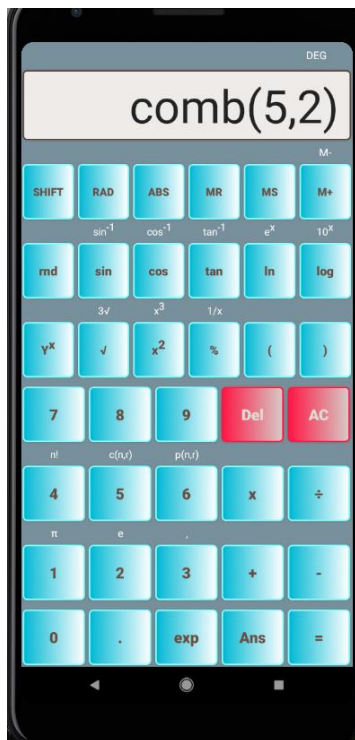 DEG
comb(5,2)
M-
SHIFT RAD ABS MR MS M+
sin⁻¹ cos⁻¹ tan⁻¹ eˣ 10ˣ
rnd sin cos tan ln log
3√ x³ 1/x
Yˣ √ x² % ( )
7 8 9 Del AC
n! c(n,r) p(n,r)
4 5 6 x ÷
π e ,
1 2 3 + -
0 . exp Ans =